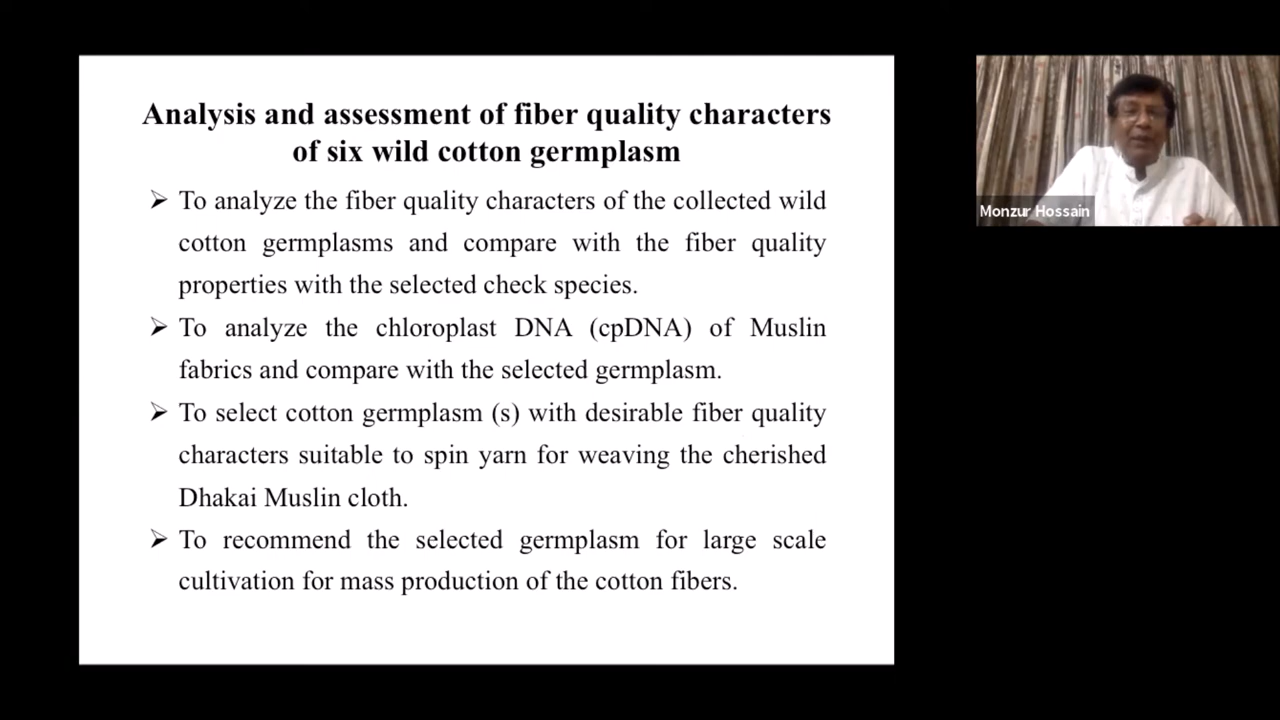 Analysis and assessment of fiber quality characters
of six wild cotton germplasm
➢ To analyze the fiber quality characters of the collected wild
cotton germplasms and compare with the fiber quality
properties with the selected check species.
➢ To analyze the chloroplast DNA (cpDNA) of Muslin
fabrics and compare with the selected germplasm.
➢ To select cotton germplasm (s) with desirable fiber quality
characters suitable to spin yarn for weaving the cherished
Dhakai Muslin cloth.
➢ To recommend the selected germplasm for large scale
cultivation for mass production of the cotton fibers.
Monzur Hossain